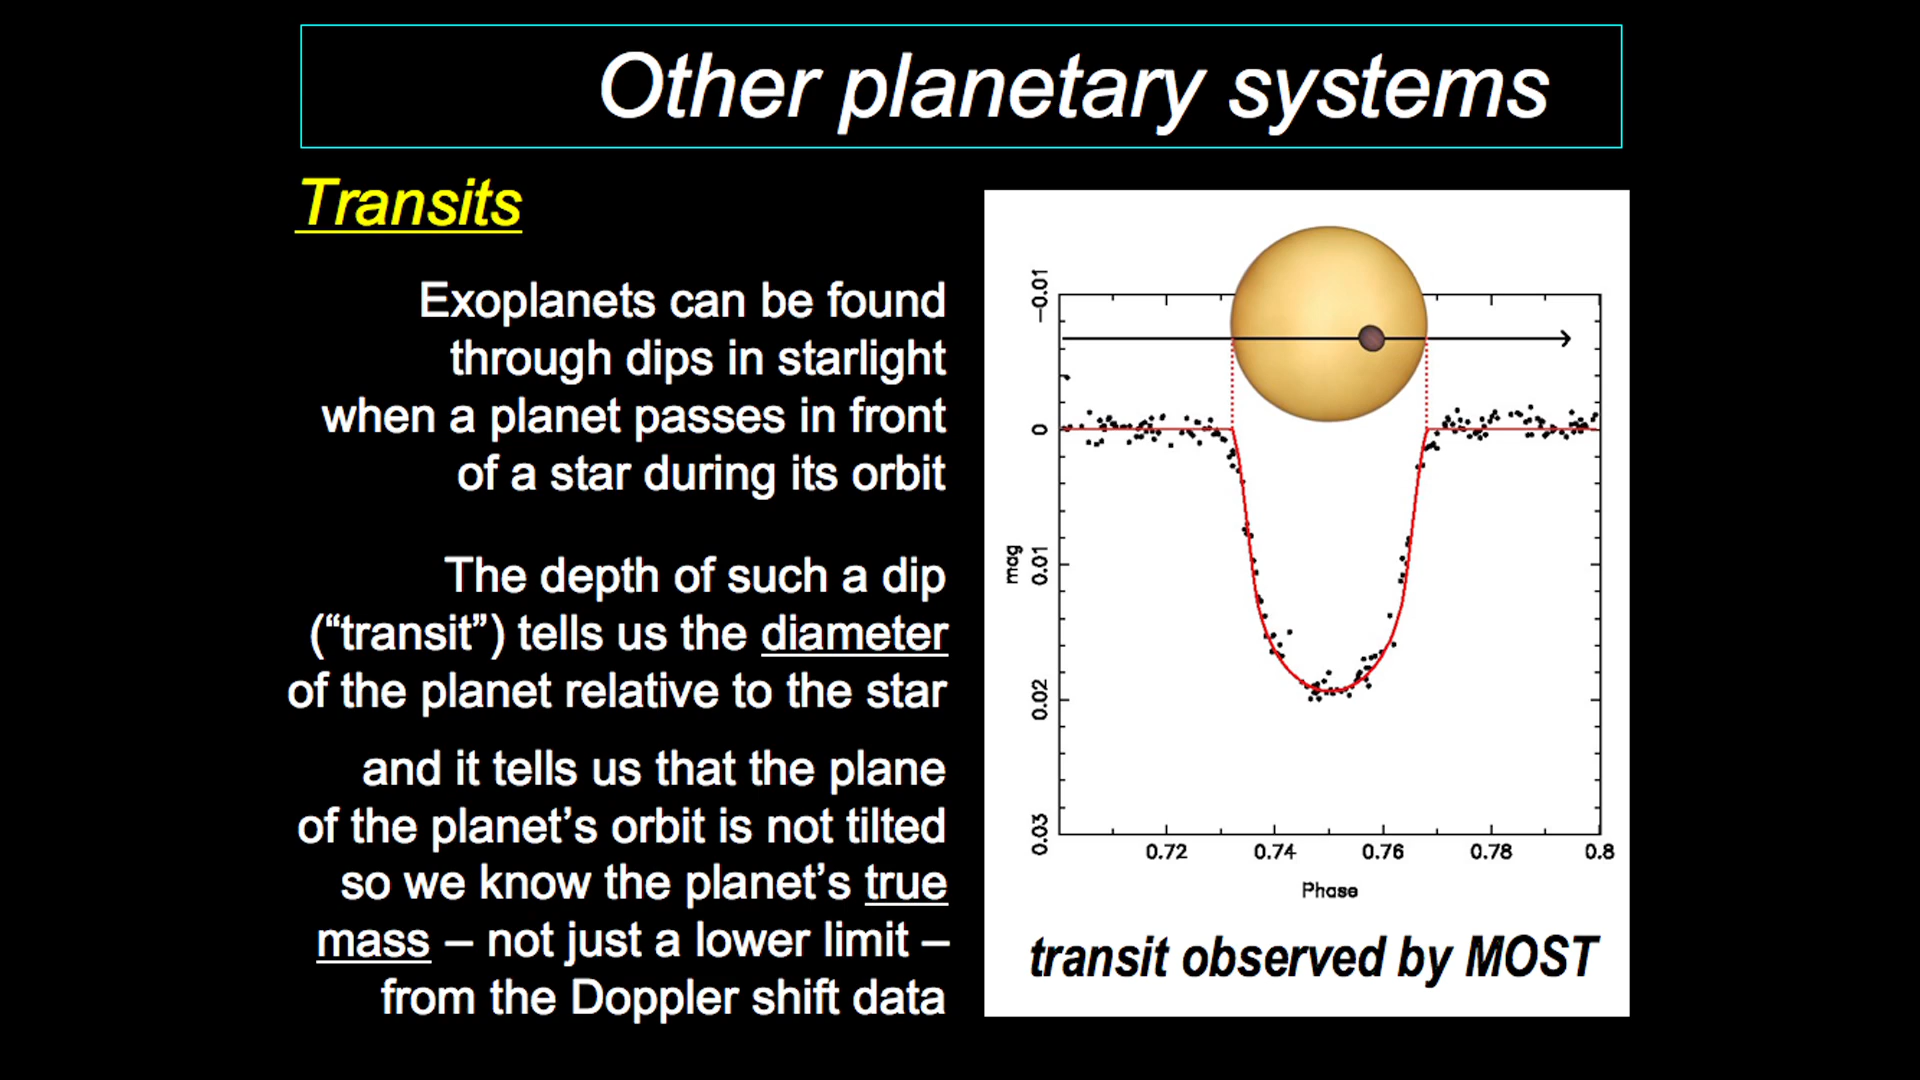 Other planetary systems
Transits
Exoplanets can be found
through dips in starlight
when a planet passes in front
of a star during its orbit
The depth of such a dip
(“transit”) tells us the diameter
of the planet relative to the star
and it tells us that the plane
of the planet’s orbit is not tilted
so we know the planet’s true
mass – not just a lower limit –
from the Doppler shift data
−0.01
0
0.01
0.02
0.03
mag
0.72 0.74 0.76 0.78 0.8
Phase
transit observed by MOST